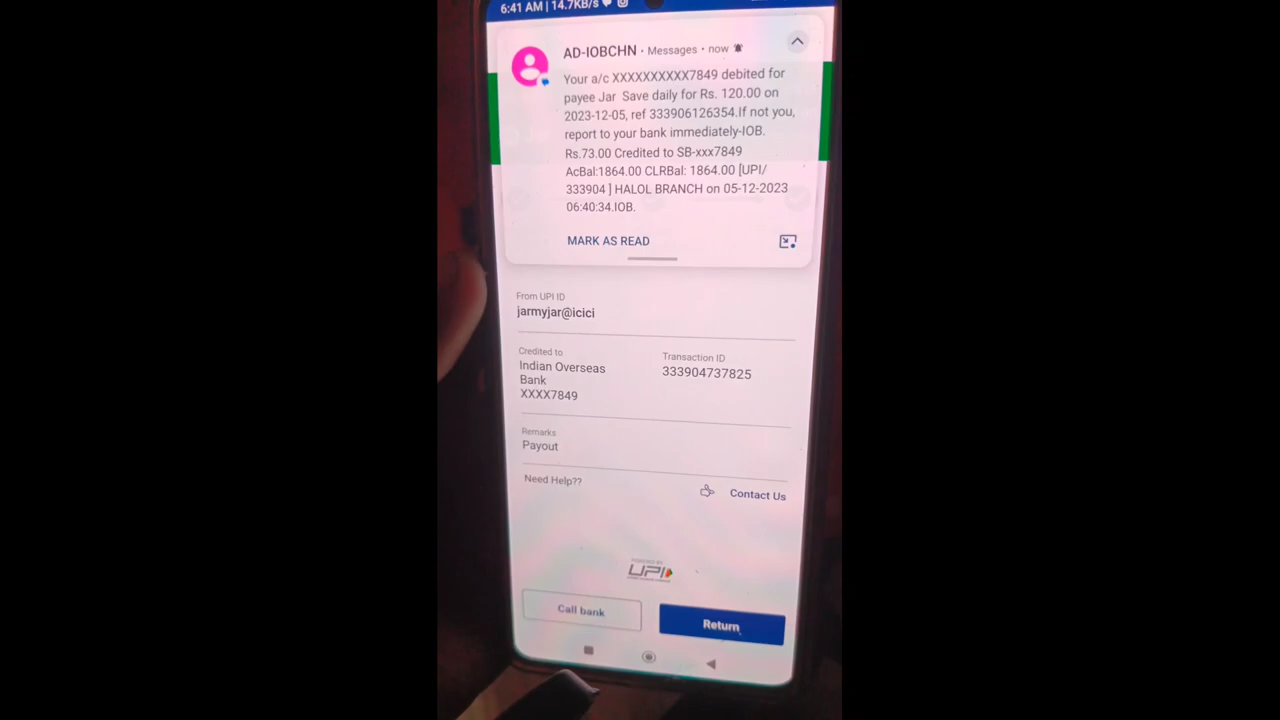 6:41 AM | 14.7KB/s
AD-IOBCHN · Messages · now
Your a/c XXXXXXXXXX7849 debited for
payee Jar Save daily for Rs. 120.00 on
2023-12-05, ref 333906126354.If not you,
report to your bank immediately-IOB.
Rs.73.00 Credited to SB-xxx7849
AcBal:1864.00 CLRBal: 1864.00 [UPI/
333904 ] HALOL BRANCH on 05-12-2023
06:40:34.IOB.
MARK AS READ
From UPI ID
jarmyjar@icici
Credited to
Indian Overseas
Bank
XXXX7849
Transaction ID
333904737825
Remarks
Payout
Need Help??
Contact Us
POWERED BY
UPI
Call bank
Return